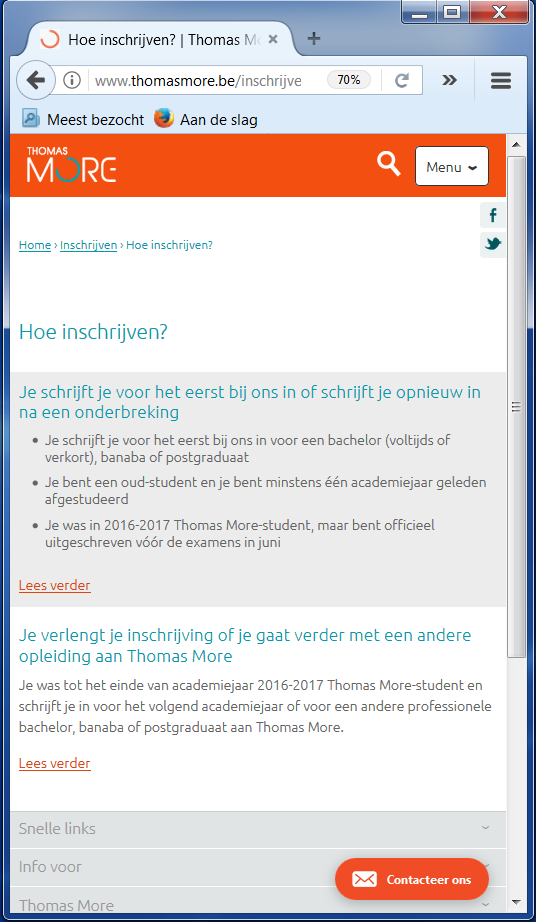 Hoe inschrijven? | Thomas M
www.thomasmore.be/inschrijve
70%
Meest bezocht
Aan de slag
THOMAS
MORE
Menu
Home › Inschrijven › Hoe inschrijven?
Hoe inschrijven?
Je schrijft je voor het eerst bij ons in of schrijft je opnieuw in
na een onderbreking
• Je schrijft je voor het eerst bij ons in voor een bachelor (voltijds of
verkort), banaba of postgraduaat
• Je bent een oud-student en je bent minstens één academiejaar geleden
afgestudeerd
• Je was in 2016-2017 Thomas More-student, maar bent officieel
uitgeschreven vóór de examens in juni
Lees verder
Je verlengt je inschrijving of je gaat verder met een andere
opleiding aan Thomas More
Je was tot het einde van academiejaar 2016-2017 Thomas More-student en
schrijft je in voor het volgend academiejaar of voor een andere professionele
bachelor, banaba of postgraduaat aan Thomas More.
Lees verder
Snelle links
Info voor
Contacteer ons
Thomas More